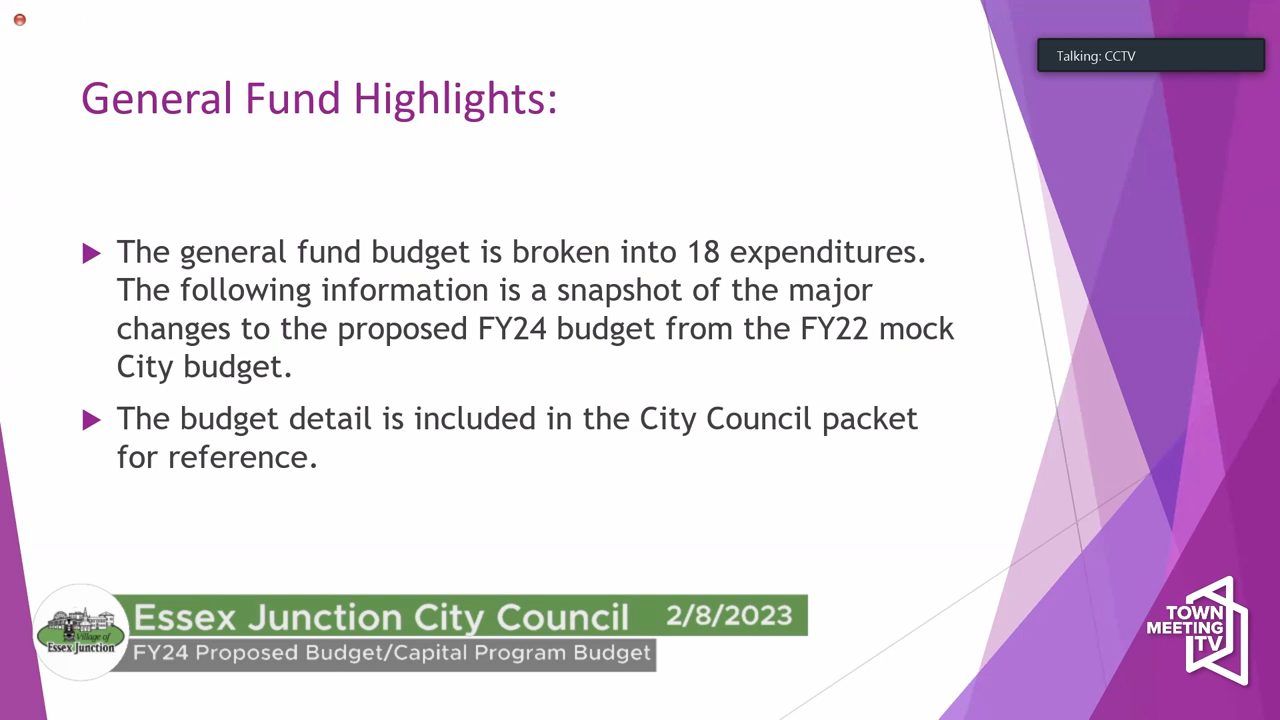 Talking: CCTV
General Fund Highlights:
The general fund budget is broken into 18 expenditures.
The following information is a snapshot of the major
changes to the proposed FY24 budget from the FY22 mock
City budget.
The budget detail is included in the City Council packet
for reference.
Essex Junction City Council 2/8/2023
FY24 Proposed Budget/Capital Program Budget
Village of
Essex Junction
TOWN
MEETING
TV